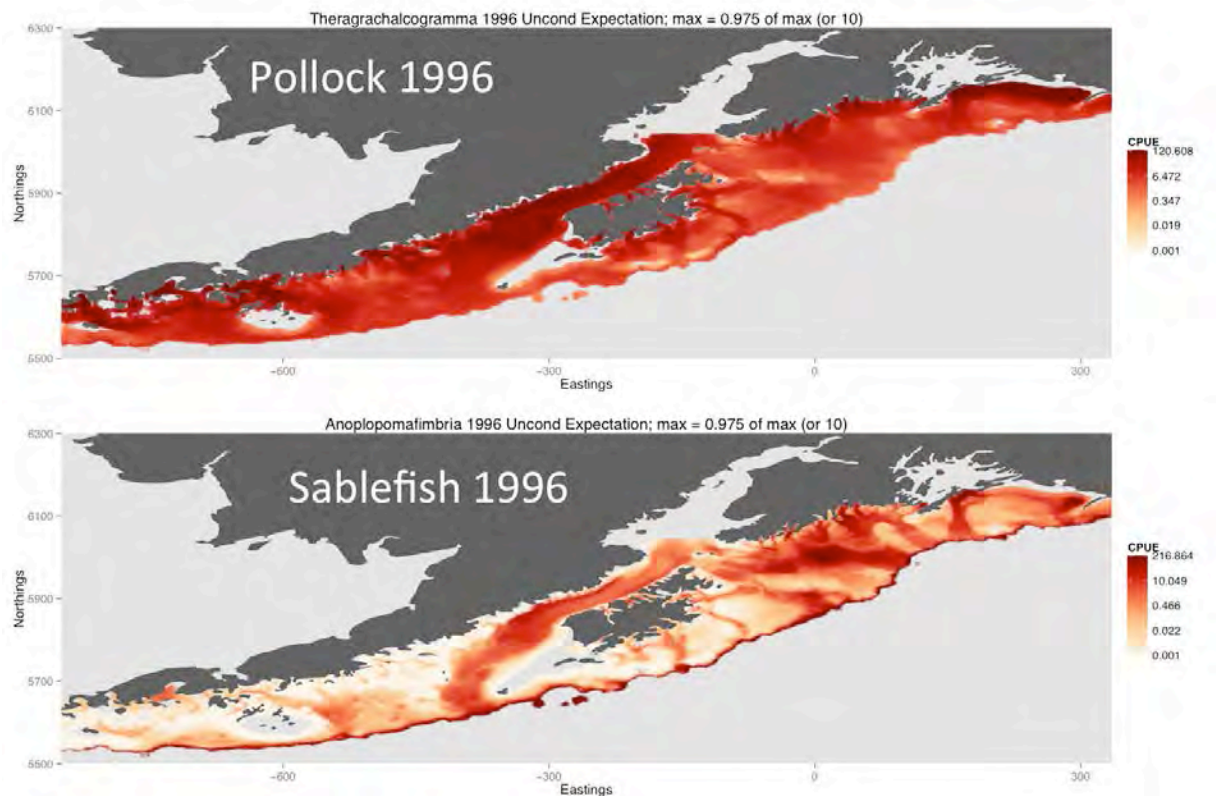 Theragrachalcogramma 1996 Uncond Expectation; max = 0.975 of max (or 10)
Pollock 1996
6300
6100
5900
5700
5500
Northings
−600
−300
0
300
Eastings
CPUE
120.608
6.472
0.347
0.019
0.001
Anoplopomafimbria 1996 Uncond Expectation; max = 0.975 of max (or 10)
Sablefish 1996
6300
6100
5900
5700
5500
Northings
−600
−300
0
300
Eastings
CPUE
216.864
10.049
0.466
0.022
0.001